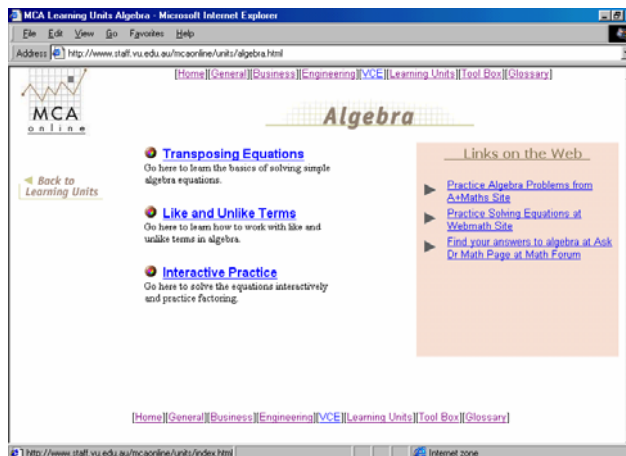 MCA Learning Units Algebra - Microsoft Internet Explorer
File Edit View Go Favorites Help
Address http://www.staff.vu.edu.au/mcaonline/units/algebra.html
[Home][General][Business][Engineering][VCE][Learning Units][Tool Box][Glossary]
MCA
online
Algebra
Back to
Learning Units
Transposing Equations
Go here to learn the basics of solving simple
algebra equations.
Like and Unlike Terms
Go here to learn how to work with like and
unlike terms in algebra.
Interactive Practice
Go here to solve the equations interactively
and practice factoring.
Links on the Web
Practice Algebra Problems from
A+Maths Site
Practice Solving Equations at
Webmath Site
Find your answers to algebra at Ask
Dr Math Page at Math Forum
[Home][General][Business][Engineering][VCE][Learning Units][Tool Box][Glossary]
http://www.staff.vu.edu.au/mcaonline/units/index.html Internet zone